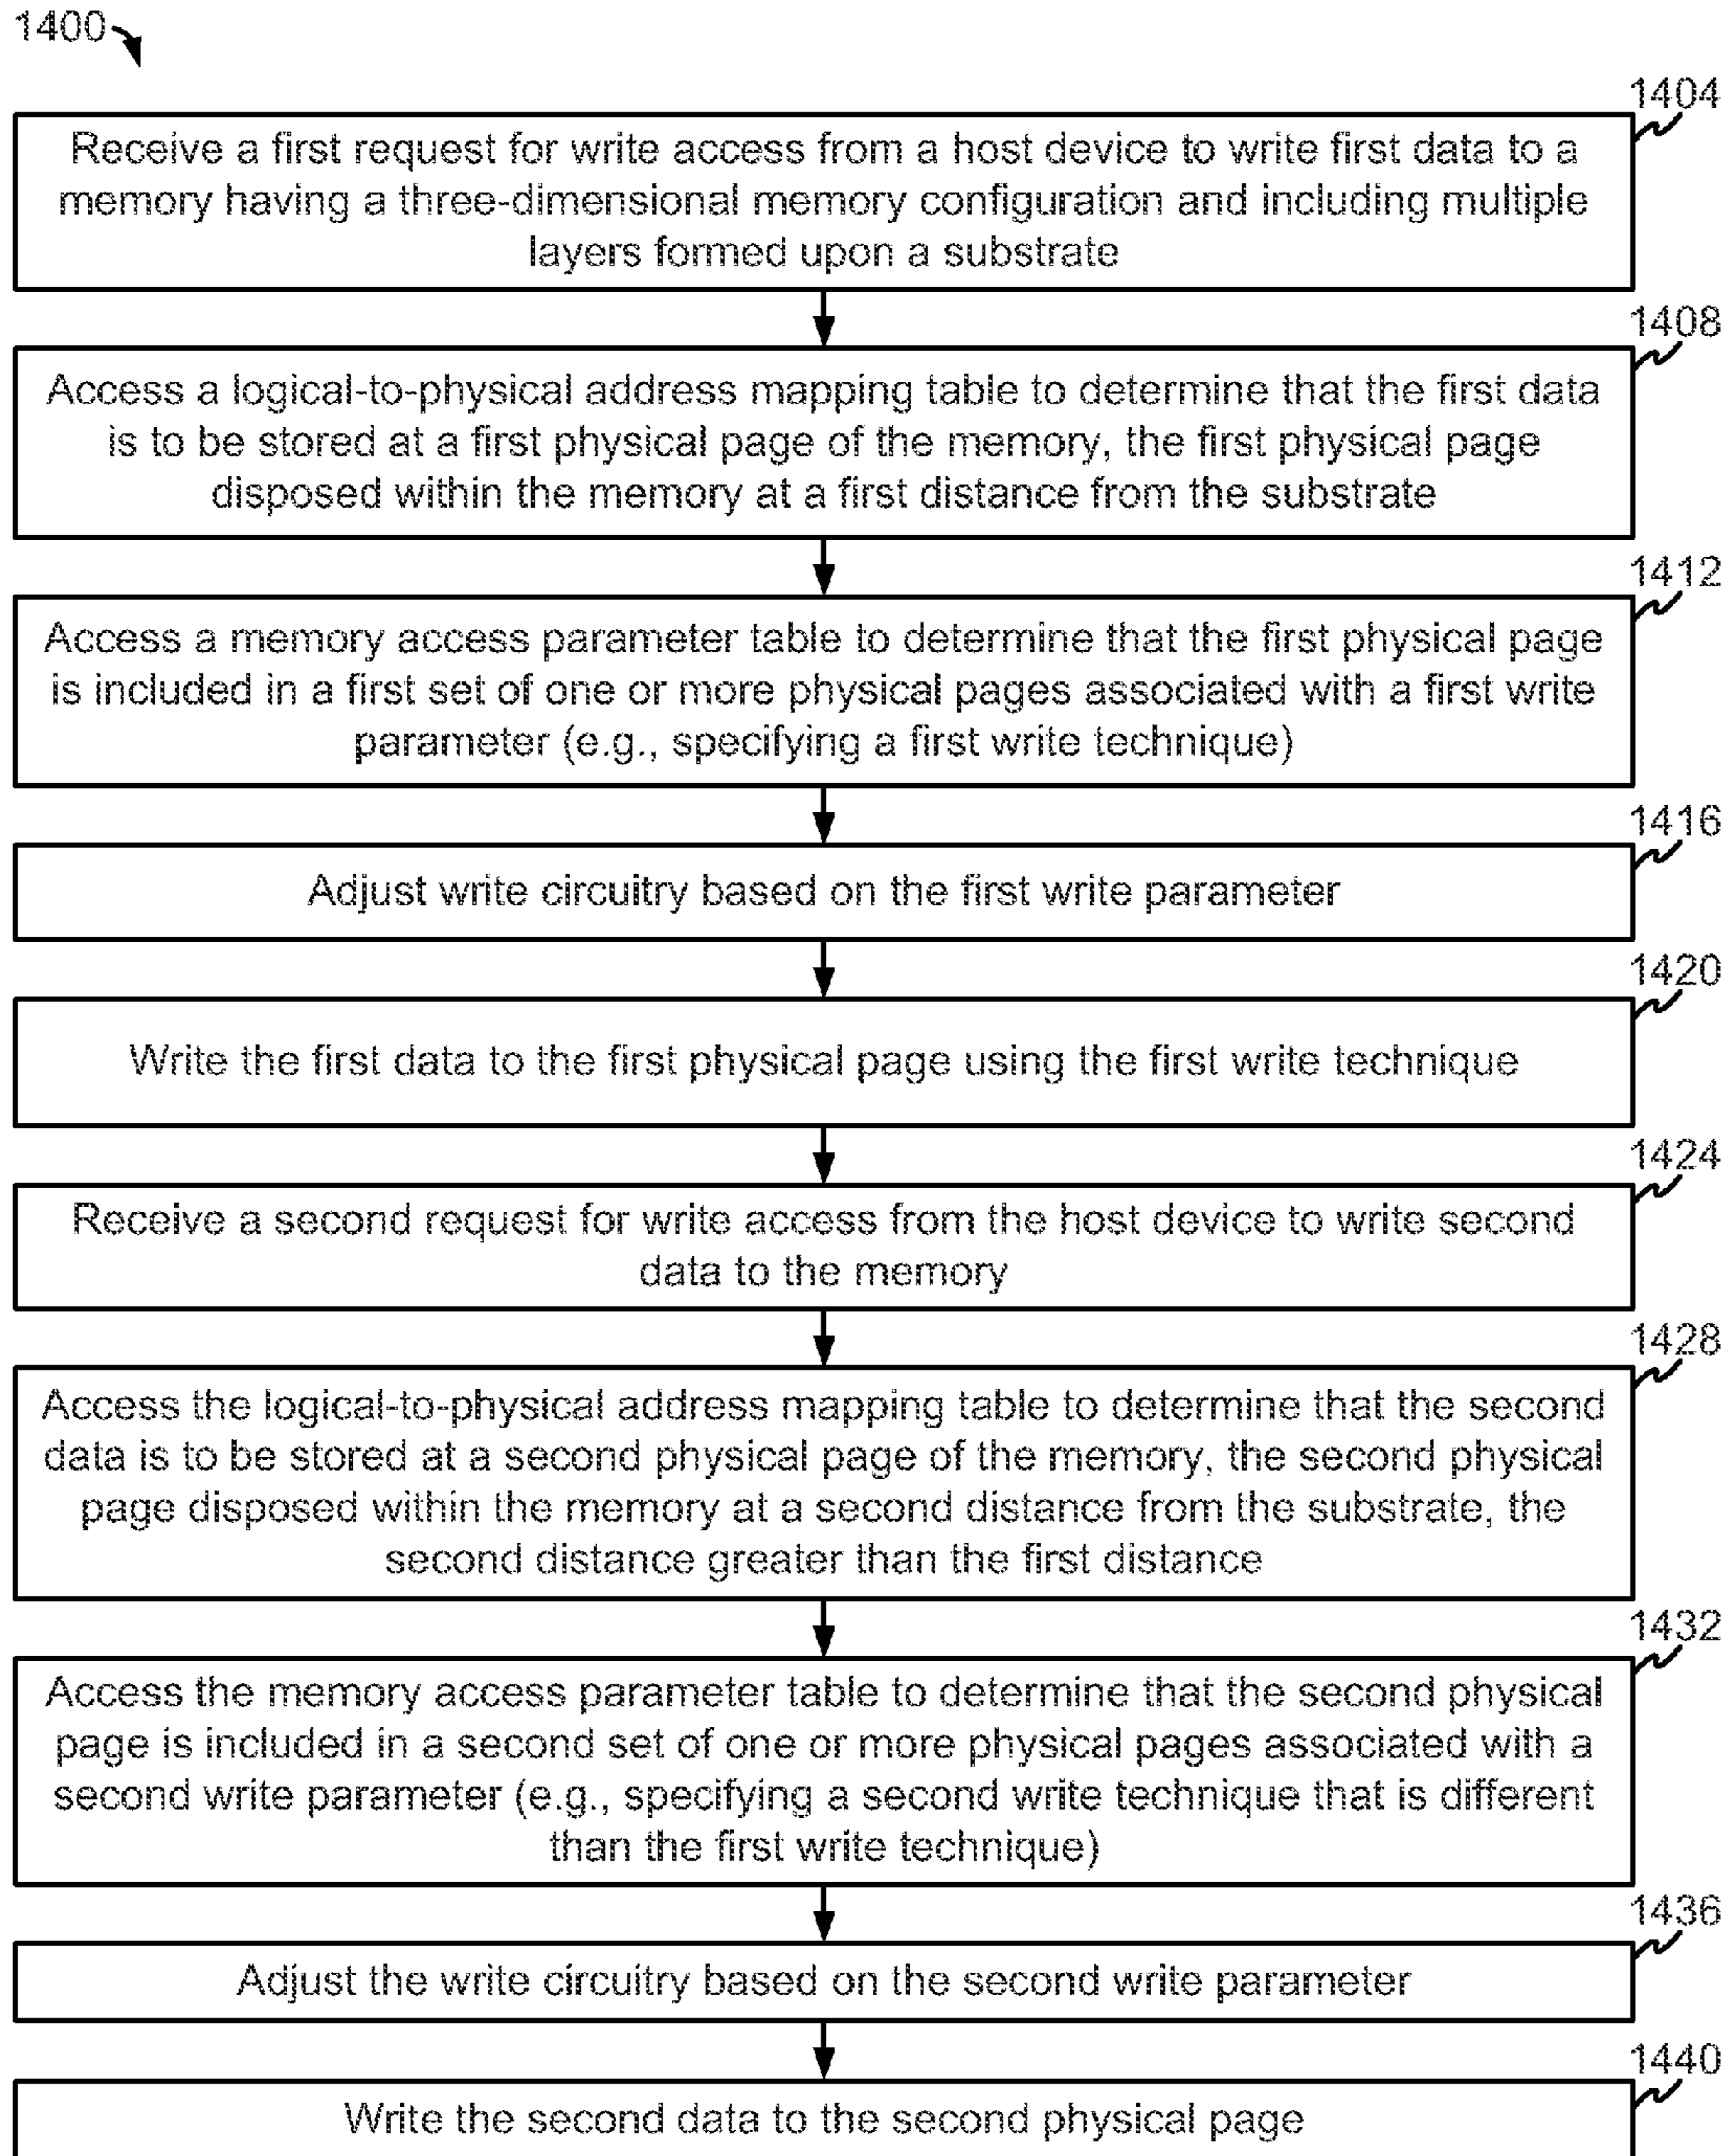 1400
1404
Receive a first request for write access from a host device to write first data to a
memory having a three-dimensional memory configuration and including multiple
layers formed upon a substrate
1408
Access a logical-to-physical address mapping table to determine that the first data
is to be stored at a first physical page of the memory, the first physical page
disposed within the memory at a first distance from the substrate
1412
Access a memory access parameter table to determine that the first physical page
is included in a first set of one or more physical pages associated with a first write
parameter (e.g., specifying a first write technique)
1416
Adjust write circuitry based on the first write parameter
1420
Write the first data to the first physical page using the first write technique
1424
Receive a second request for write access from the host device to write second
data to the memory
1428
Access the logical-to-physical address mapping table to determine that the second
data is to be stored at a second physical page of the memory, the second physical
page disposed within the memory at a second distance from the substrate, the
second distance greater than the first distance
1432
Access the memory access parameter table to determine that the second physical
page is included in a second set of one or more physical pages associated with a
second write parameter (e.g., specifying a second write technique that is different
than the first write technique)
1436
Adjust the write circuitry based on the second write parameter
1440
Write the second data to the second physical page